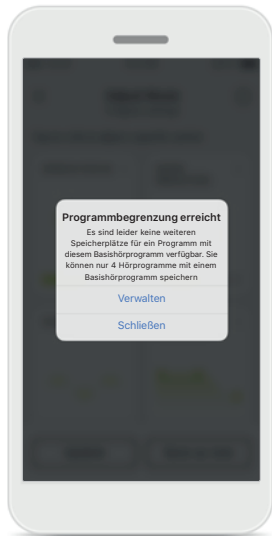 Programmbegrenzung erreicht
Es sind leider keine weiteren
Speicherplätze für ein Programm mit
diesem Basishörprogramm verfügbar. Sie
können nur 4 Hörprogramme mit einem
Basishörprogramm speichern
Verwalten
Schließen